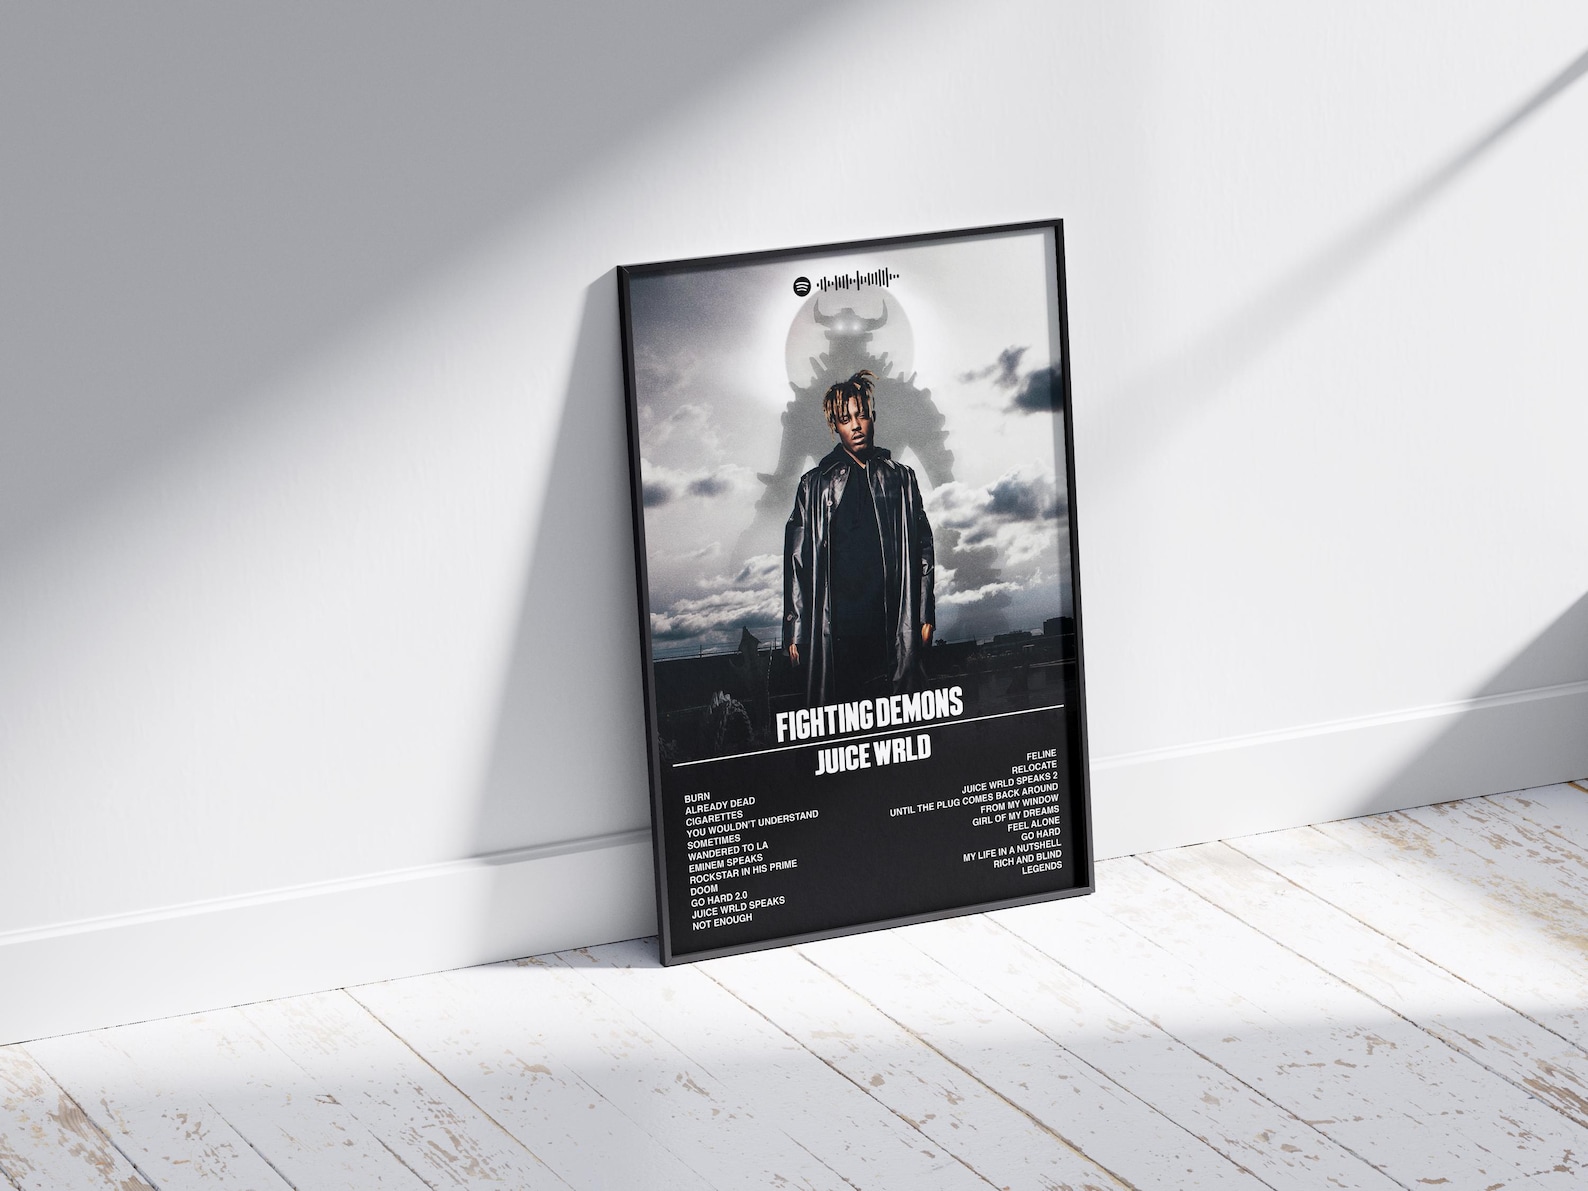 FIGHTING DEMONS
JUICE WRLD
BURN
ALREADY DEAD
CIGARETTES
YOU WOULDN'T UNDERSTAND
SOMETIMES
WANDERED TO LA
EMINEM SPEAKS
ROCKSTAR IN HIS PRIME
DOOM
GO HARD 2.0
JUICE WRLD SPEAKS
NOT ENOUGH
FELINE
RELOCATE
JUICE WRLD SPEAKS 2
UNTIL THE PLUG COMES BACK AROUND
FROM MY WINDOW
GIRL OF MY DREAMS
FEEL ALONE
GO HARD
MY LIFE IN A NUTSHELL
RICH AND BLIND
LEGENDS